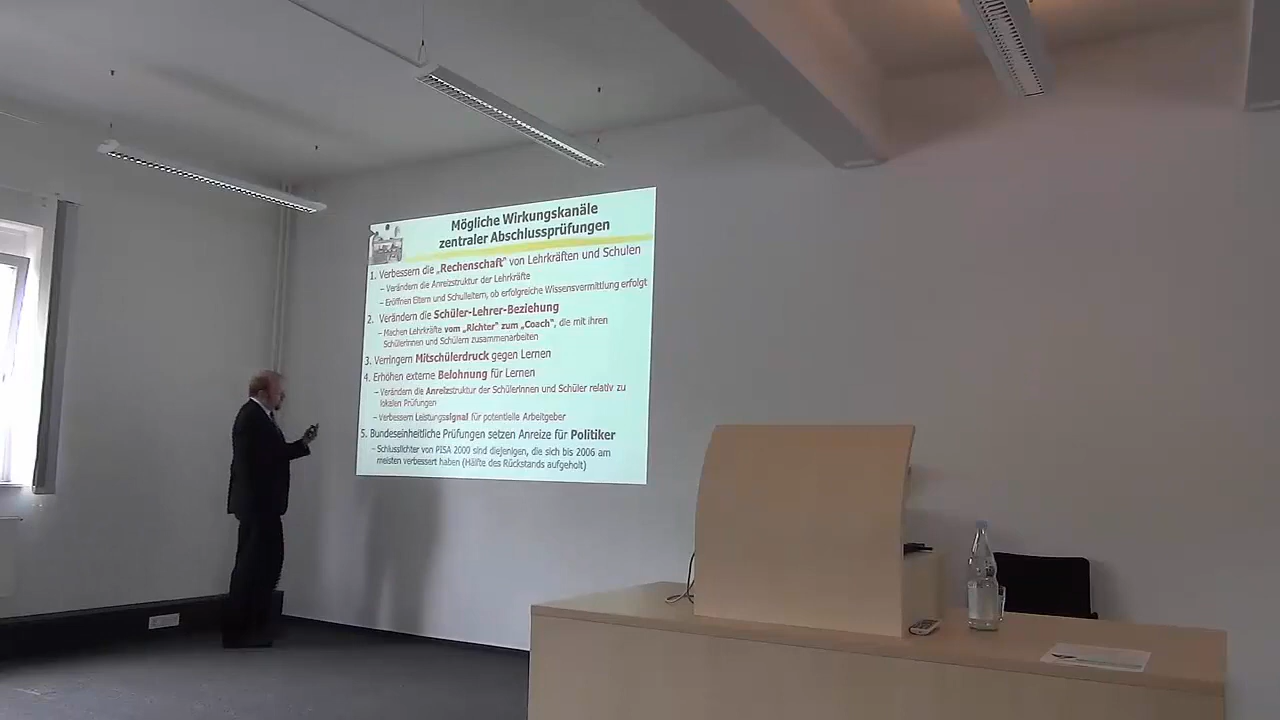 Mögliche Wirkungskanäle
zentraler Abschlussprüfungen
1. Verbessern die „Rechenschaft“ von Lehrkräften und Schulen
– Verändern die Anreizstruktur der Lehrkräfte
– Eröffnen Eltern und Schulleitern, ob erfolgreiche Wissensvermittlung erfolgt
2. Verändern die Schüler-Lehrer-Beziehung
– Machen Lehrkräfte vom „Richter“ zum „Coach“, die mit ihren
Schülerinnen und Schülern zusammenarbeiten
3. Verringern Mitschülerdruck gegen Lernen
4. Erhöhen externe Belohnung für Lernen
– Verändern die Anreizstruktur der Schülerinnen und Schüler relativ zu
lokalen Prüfungen
– Verbessern Leistungssignal für potentielle Arbeitgeber
5. Bundeseinheitliche Prüfungen setzen Anreize für Politiker
– Schlusslichter von PISA 2000 sind diejenigen, die sich bis 2006 am
meisten verbessert haben (Hälfte des Rückstands aufgeholt)